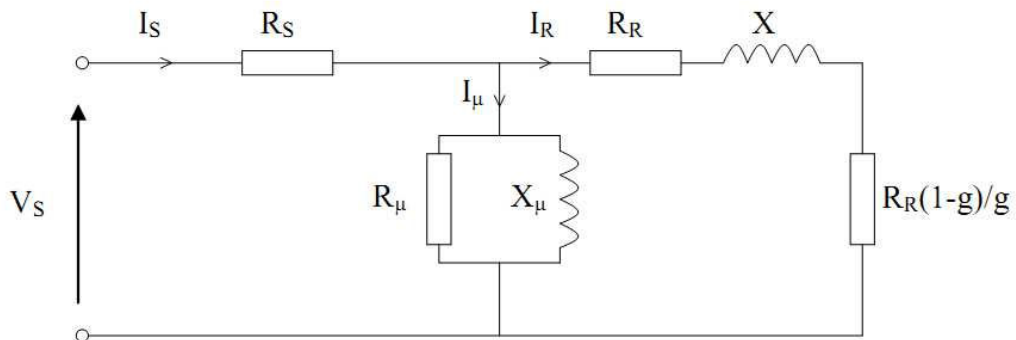 I_S R_S I_R R_R X
I_μ
V_S R_μ X_μ R_R(1-g)/g